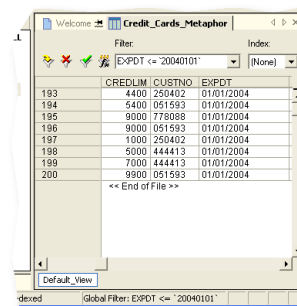 Welcome Credit_Cards_Metaphor
Filter: Index:
EXPDT <= '20040101' (None)
CREDLIM CUSTNO EXPDT
193 4400 250402 01/01/2004
194 5400 051593 01/01/2004
195 9000 778088 01/01/2004
196 9000 051593 01/01/2004
197 1000 250402 01/01/2004
198 5000 444413 01/01/2004
199 7000 444413 01/01/2004
200 9900 051593 01/01/2004
<< End of File >>
Default_View
dexed Global Filter: EXPDT <= '20040101'